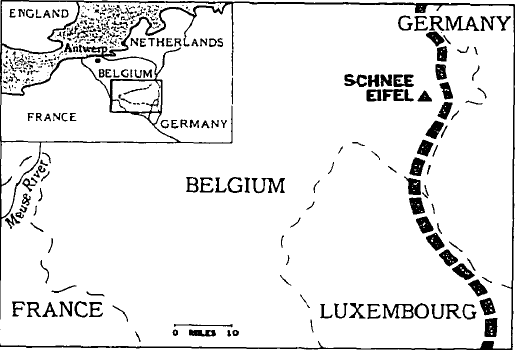 ENGLAND
NETHERLANDS
Antwerp
BELGIUM
FRANCE
GERMANY
GERMANY
SCHNEE
EIFEL
BELGIUM
Meuse River
FRANCE
LUXEMBOURG
0 MILES 10